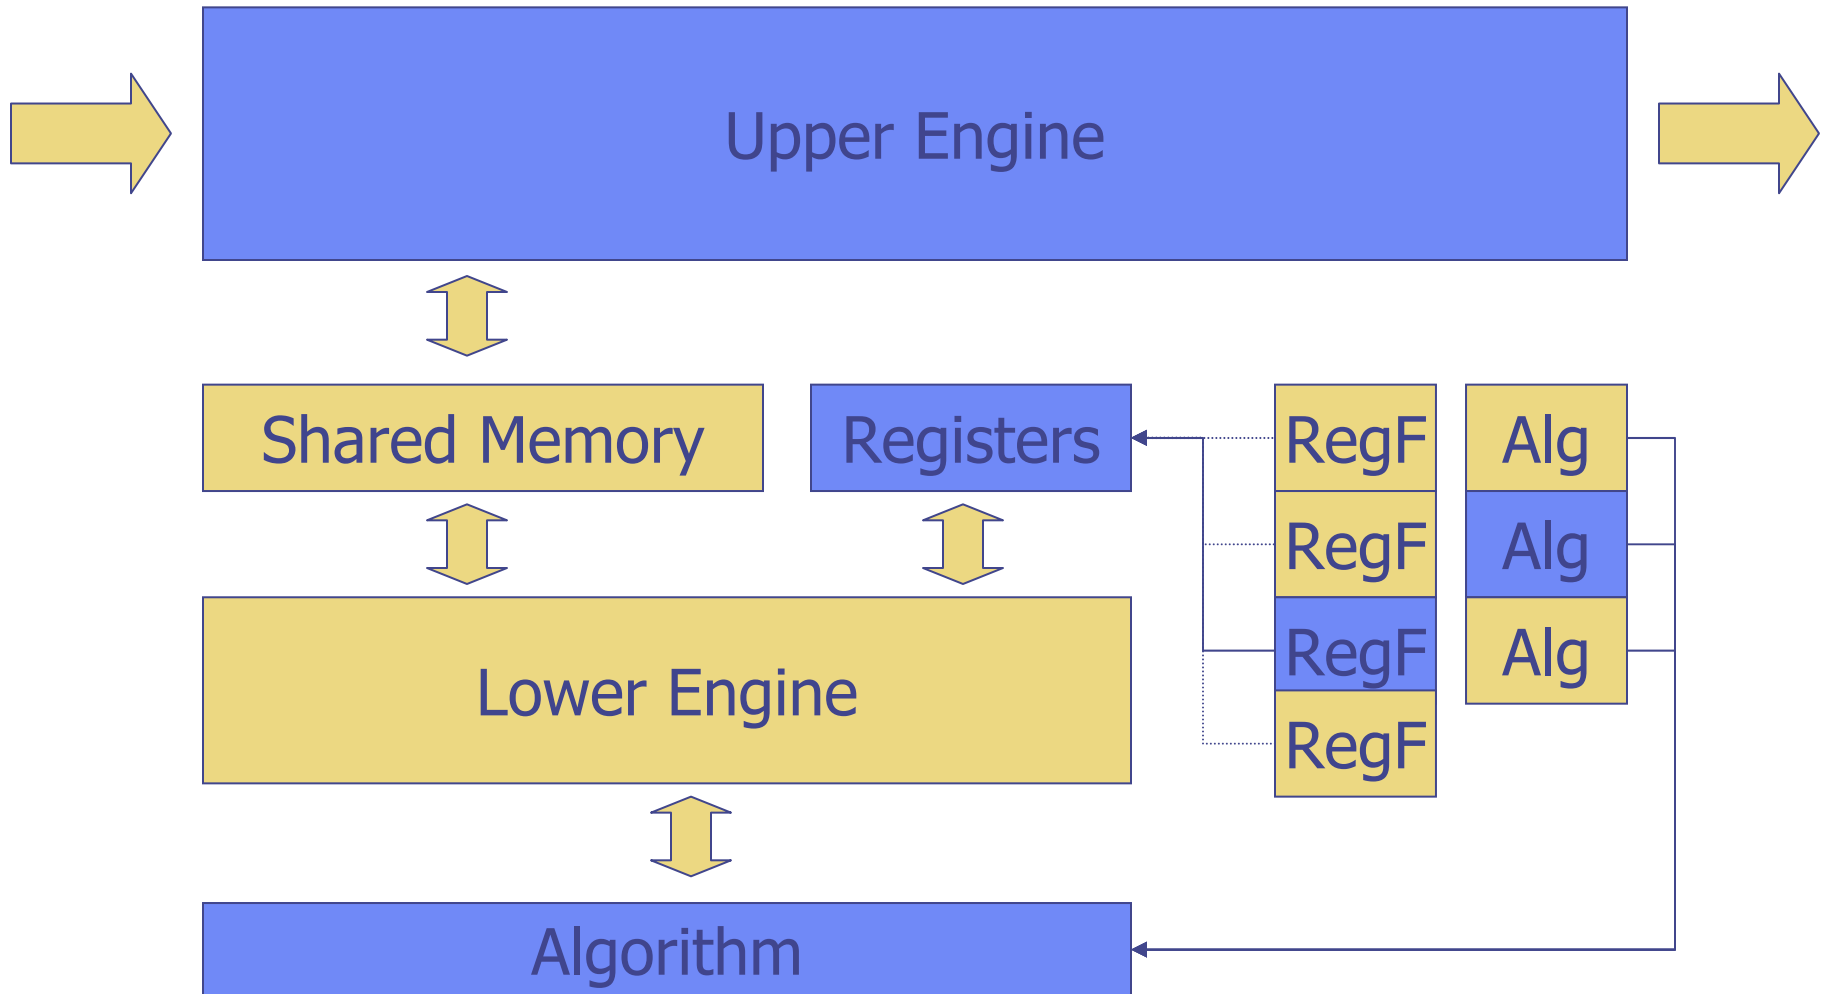 Upper Engine
Shared Memory
Registers
RegF
Alg
RegF
Alg
RegF
Alg
Lower Engine
RegF
Algorithm